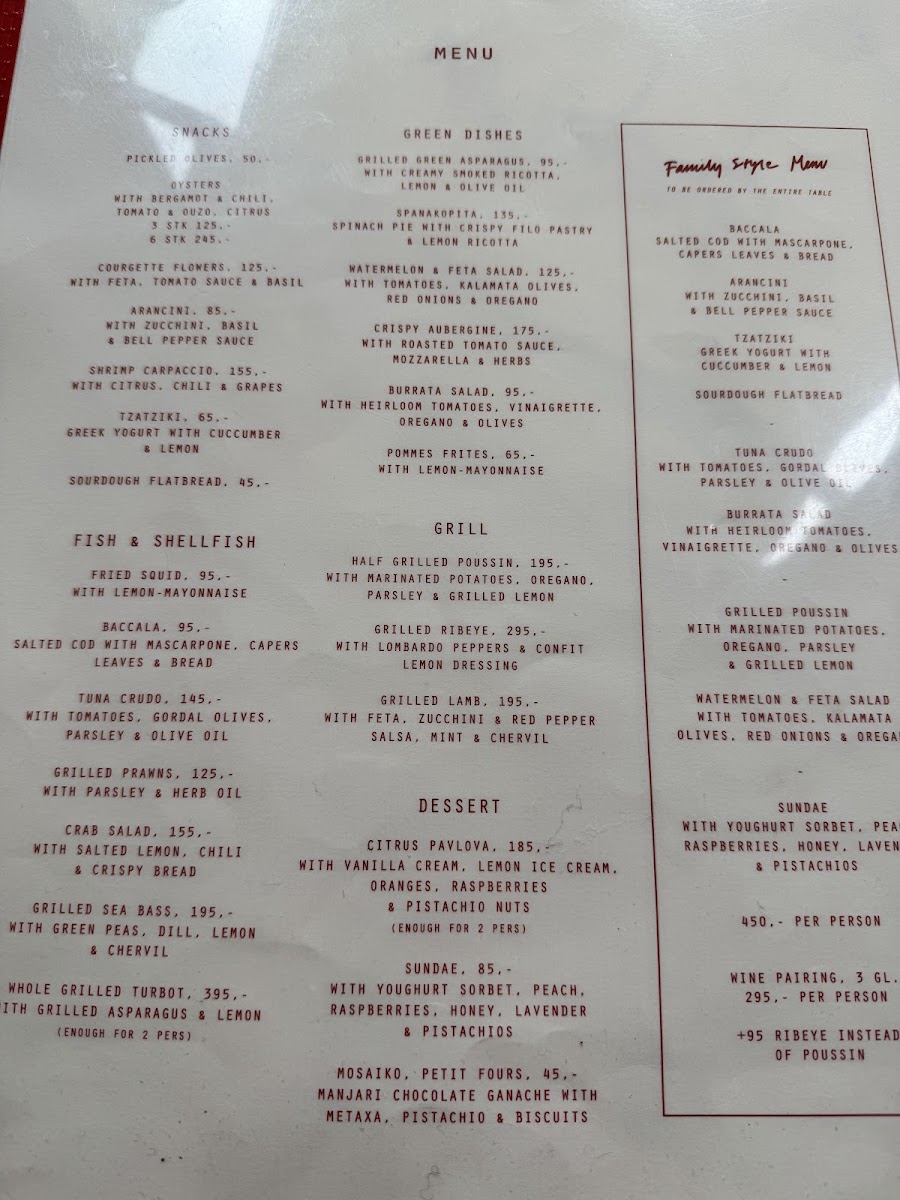 MENU
SNACKS
PICKLED OLIVES, 50,-
OYSTERS
WITH BERGAMOT & CHILI,
TOMATO & OUZO, CITRUS
3 STK 125,-
6 STK 245,-
COURGETTE FLOWERS, 125,-
WITH FETA, TOMATO SAUCE & BASIL
ARANCINI, 85,-
WITH ZUCCHINI, BASIL
& BELL PEPPER SAUCE
SHRIMP CARPACCIO, 155,-
WITH CITRUS, CHILI & GRAPES
TZATZIKI, 65,-
GREEK YOGURT WITH CUCCUMBER
& LEMON
SOURDOUGH FLATBREAD, 45,-
FISH & SHELLFISH
FRIED SQUID, 95,-
WITH LEMON-MAYONNAISE
BACCALA, 95,-
SALTED COD WITH MASCARPONE, CAPERS
LEAVES & BREAD
TUNA CRUDO, 145,-
WITH TOMATOES, GORDAL OLIVES,
PARSLEY & OLIVE OIL
GRILLED PRAWNS, 125,-
WITH PARSLEY & HERB OIL
CRAB SALAD, 155,-
WITH SALTED LEMON, CHILI
& CRISPY BREAD
GRILLED SEA BASS, 195,-
WITH GREEN PEAS, DILL, LEMON
& CHERVIL
WHOLE GRILLED TURBOT, 395,-
ITH GRILLED ASPARAGUS & LEMON
(ENOUGH FOR 2 PERS)
GREEN DISHES
GRILLED GREEN ASPARAGUS, 95,-
WITH CREAMY SMOKED RICOTTA,
LEMON & OLIVE OIL
SPANAKOPITA, 135,-
SPINACH PIE WITH CRISPY FILO PASTRY
& LEMON RICOTTA
WATERMELON & FETA SALAD, 125,-
WITH TOMATOES, KALAMATA OLIVES,
RED ONIONS & OREGANO
CRISPY AUBERGINE, 175,-
WITH ROASTED TOMATO SAUCE,
MOZZARELLA & HERBS
BURRATA SALAD, 95,-
WITH HEIRLOOM TOMATOES, VINAIGRETTE,
OREGANO & OLIVES
POMMES FRITES, 65,-
WITH LEMON-MAYONNAISE
GRILL
HALF GRILLED POUSSIN, 195,-
WITH MARINATED POTATOES, OREGANO,
PARSLEY & GRILLED LEMON
GRILLED RIBEYE, 295,-
WITH LOMBARDO PEPPERS & CONFIT
LEMON DRESSING
GRILLED LAMB, 195,-
WITH FETA, ZUCCHINI & RED PEPPER
SALSA, MINT & CHERVIL
DESSERT
CITRUS PAVLOVA, 185,-
WITH VANILLA CREAM, LEMON ICE CREAM,
ORANGES, RASPBERRIES
& PISTACHIO NUTS
(ENOUGH FOR 2 PERS)
SUNDAE, 85,-
WITH YOUGHURT SORBET, PEACH,
RASPBERRIES, HONEY, LAVENDER
& PISTACHIOS
MOSAIKO, PETIT FOURS, 45,-
MANJARI CHOCOLATE GANACHE WITH
METAXA, PISTACHIO & BISCUITS
Family Style Menu
TO BE ORDERED BY THE ENTIRE TABLE
BACCALA
SALTED COD WITH MASCARPONE,
CAPERS LEAVES & BREAD
ARANCINI
WITH ZUCCHINI, BASIL
& BELL PEPPER SAUCE
TZATZIKI
GREEK YOGURT WITH
CUCCUMBER & LEMON
SOURDOUGH FLATBREAD
-
TUNA CRUDO
WITH TOMATOES, GORDAL OLIVES,
PARSLEY & OLIVE OIL
BURRATA SALAD
WITH HEIRLOOM TOMATOES,
VINAIGRETTE, OREGANO & OLIVES
-
GRILLED POUSSIN
WITH MARINATED POTATOES,
OREGANO, PARSLEY
& GRILLED LEMON
WATERMELON & FETA SALAD
WITH TOMATOES, KALAMATA
OLIVES, RED ONIONS & OREGA
-
SUNDAE
WITH YOUGHURT SORBET, PEA
RASPBERRIES, HONEY, LAVEN
& PISTACHIOS
450,- PER PERSON
WINE PAIRING, 3 GL.
295,- PER PERSON
+95 RIBEYE INSTEAD
OF POUSSIN